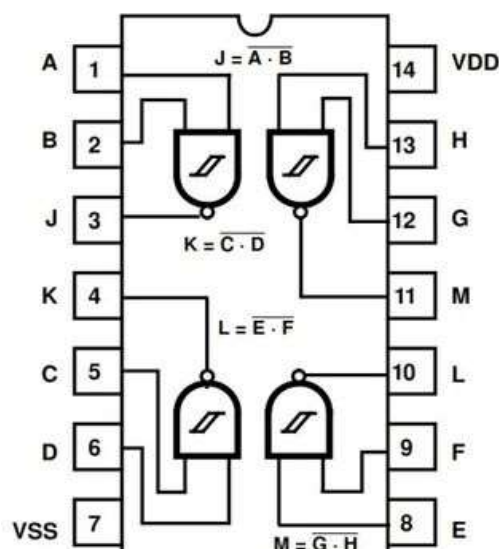 J = A · B
A 1 14 VDD
B 2 13 H
J 3 12 G
K = C · D
K 4 11 M
L = E · F
C 5 10 L
D 6 9 F
VSS 7 8 E
M = G · H